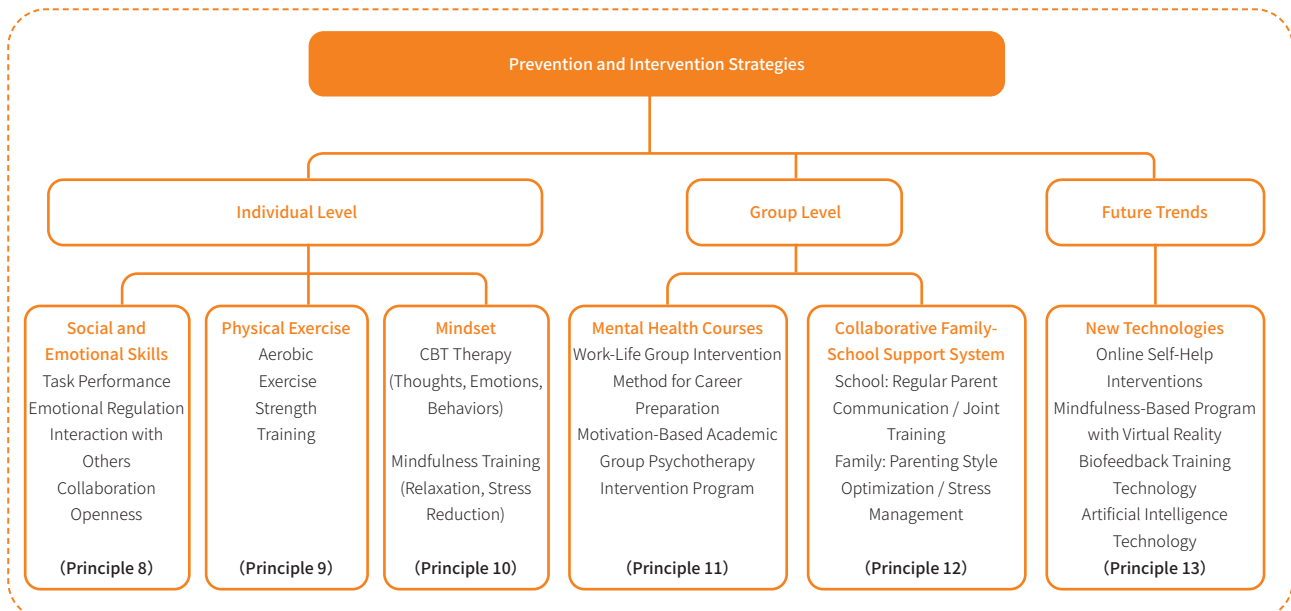 Prevention and Intervention Strategies
Individual Level
Group Level
Future Trends
Social and
Emotional Skills
Task Performance
Emotional Regulation
Interaction with
Others
Collaboration
Openness
（Principle 8）
Physical Exercise
Aerobic
Exercise
Strength
Training
（Principle 9）
Mindset
CBT Therapy
(Thoughts, Emotions,
Behaviors)
Mindfulness Training
(Relaxation, Stress
Reduction)
（Principle 10）
Mental Health Courses
Work-Life Group Intervention
Method for Career
Preparation
Motivation-Based Academic
Group Psychotherapy
Intervention Program
（Principle 11）
Collaborative Family-
School Support System
School: Regular Parent
Communication / Joint
Training
Family: Parenting Style
Optimization / Stress
Management
（Principle 12）
New Technologies
Online Self-Help
Interventions
Mindfulness-Based Program
with Virtual Reality
Biofeedback Training
Technology
Artificial Intelligence
Technology
（Principle 13）